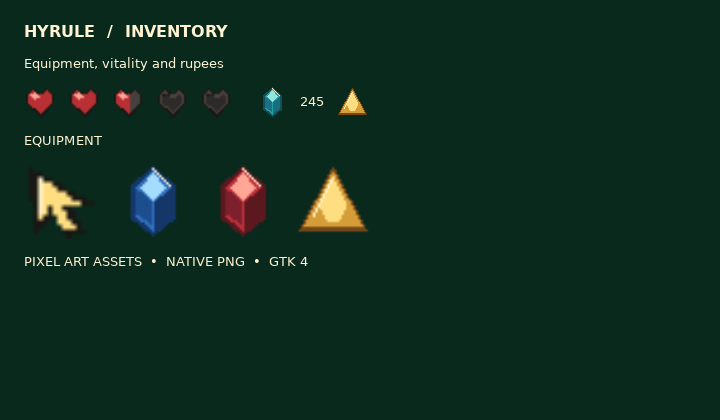 HYRULE / INVENTORY
Equipment, vitality and rupees
245
EQUIPMENT
PIXEL ART ASSETS • NATIVE PNG • GTK 4